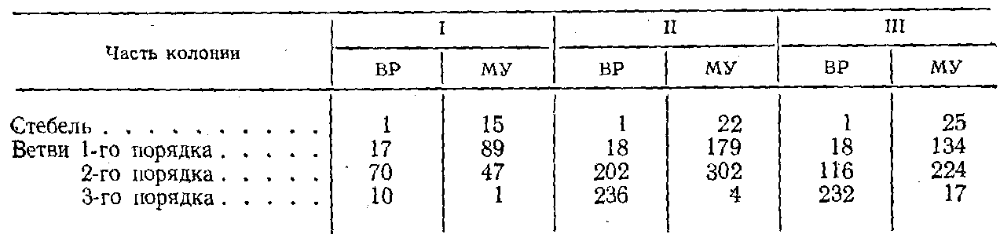 Часть колонии I II III
ВР МУ ВР МУ ВР МУ
Стебель . . . . . . . . . . 1 15 1 22 1 25
Ветви 1-го порядка . . . . . 17 89 18 179 18 134
2-го порядка . . . . . 70 47 202 302 116 224
3-го порядка . . . . . 10 1 236 4 232 17